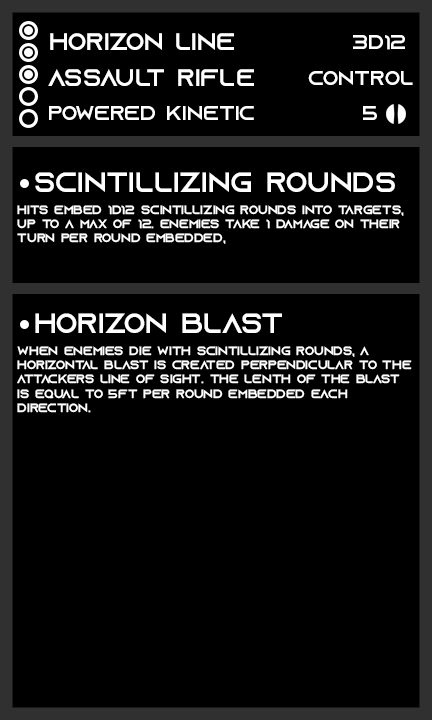 HORIZON LINE 3D12
ASSAULT RIFLE CONTROL
POWERED KINETIC 5
•SCINTILLIZING ROUNDS
HITS EMBED 1D12 SCINTILLIZING ROUNDS INTO TARGETS,
UP TO A MAX OF 12. ENEMIES TAKE 1 DAMAGE ON THEIR
TURN PER ROUND EMBEDDED,
•HORIZON BLAST
WHEN ENEMIES DIE WITH SCINTILLIZING ROUNDS, A
HORIZONTAL BLAST IS CREATED PERPENDICULAR TO THE
ATTACKERS LINE OF SIGHT. THE LENTH OF THE BLAST
IS EQUAL TO 5FT PER ROUND EMBEDDED EACH
DIRECTION.